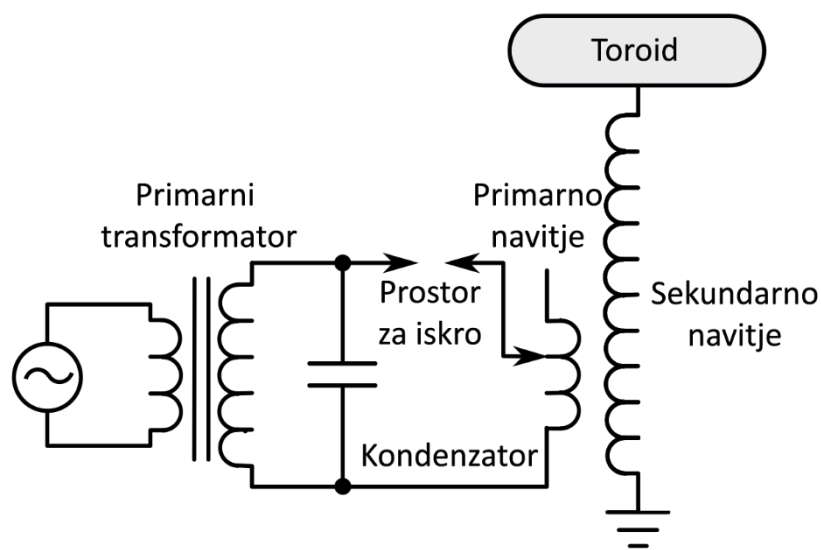 Toroid
Primarni
transformator
Primarno
navitje
Prostor
za iskro
Sekundarno
navitje
Kondenzator